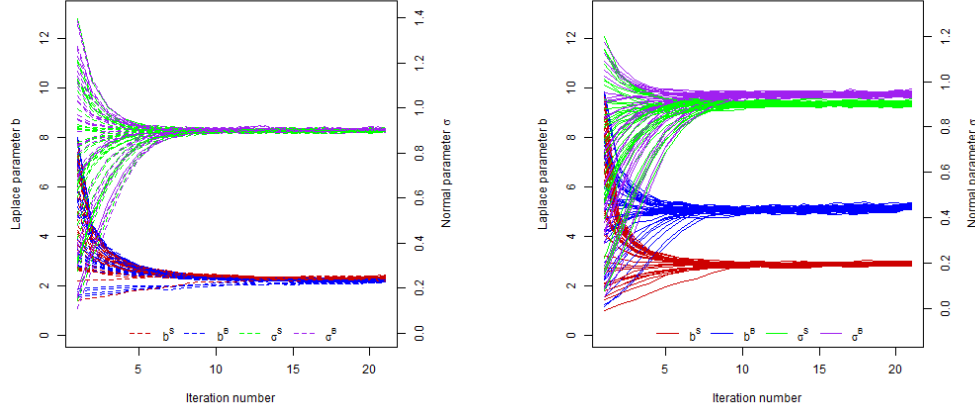 12
10
8
6
4
2
0
Laplace parameter b
1.4
1.2
1.0
0.8
0.6
0.4
0.2
0.0
Normal parameter σ
b^S b^B σ^S σ^B
5 10 15 20
Iteration number
12
10
8
6
4
2
0
Laplace parameter b
1.2
1.0
0.8
0.6
0.4
0.2
0.0
Normal parameter σ
b^S b^B σ^S σ^B
5 10 15 20
Iteration number